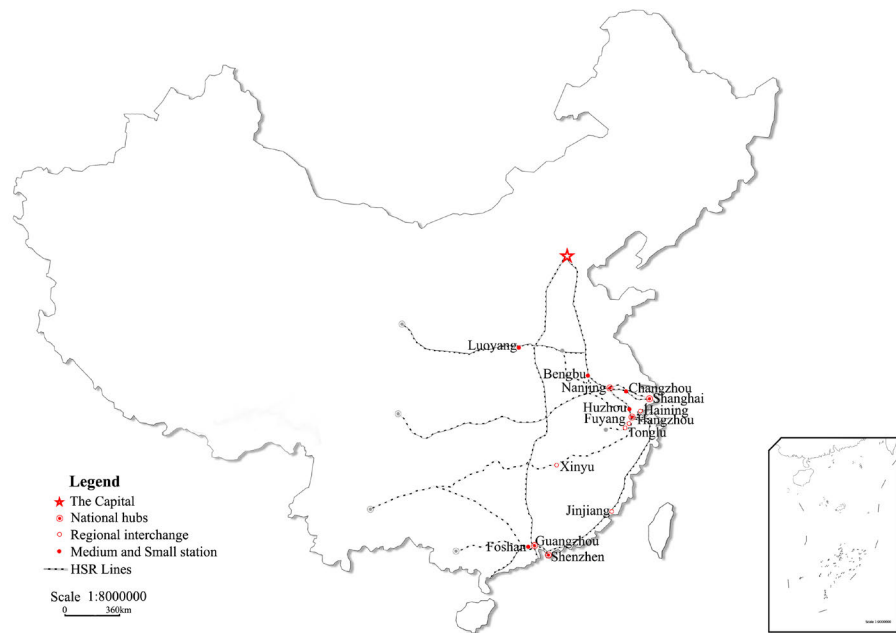 Luoyang
Bengbu
Nanjing
Changzhou
Shanghai
Huzhou
Haining
Fuyang
Hangzhou
Tonglu
Xinyu
Jinjiang
Foshan
Guangzhou
Shenzhen
Legend
The Capital
National hubs
Regional interchange
Medium and Small station
HSR Lines
Scale 1:8000000
0 360km